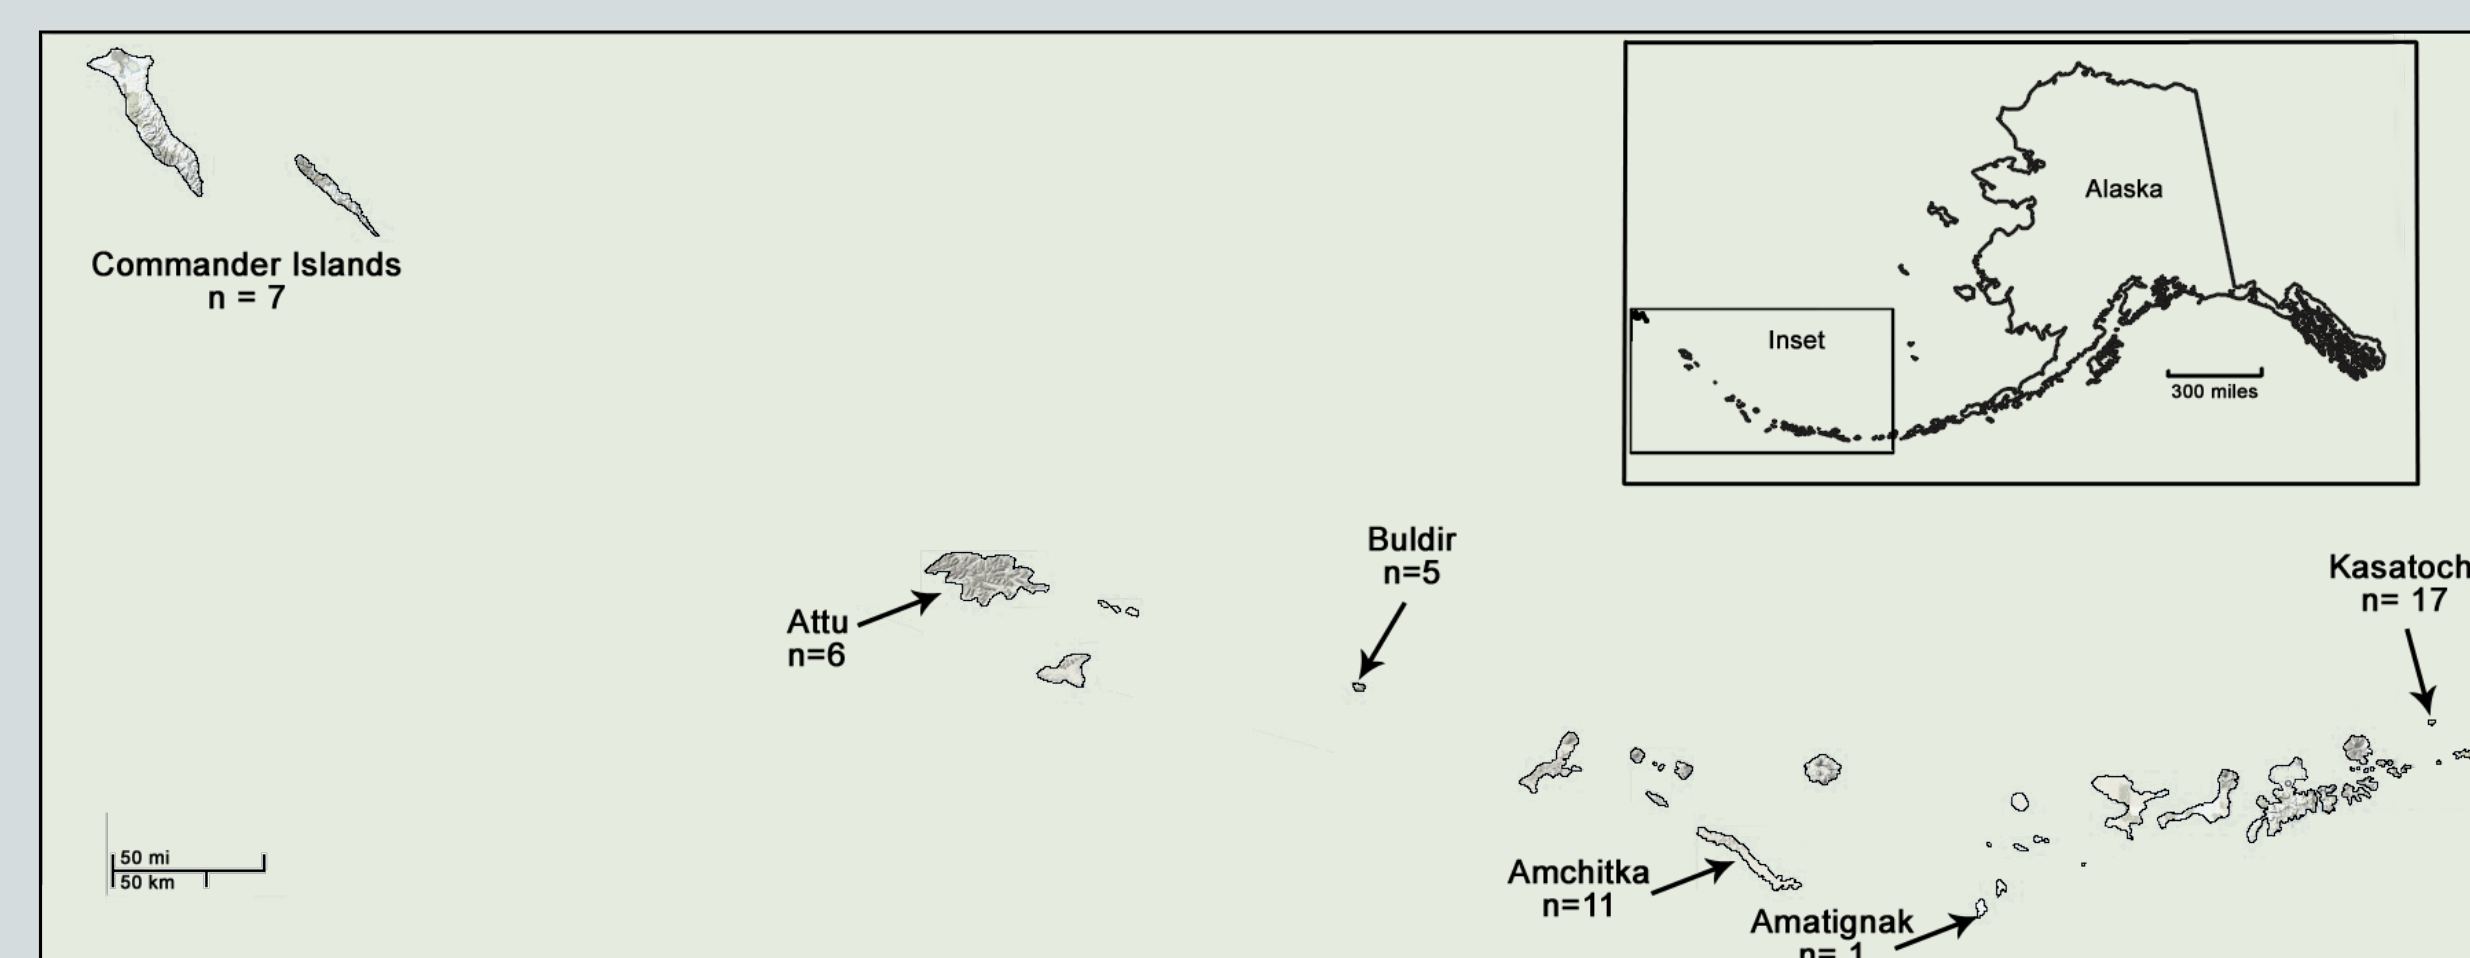 Commander Islands
n = 7
Alaska
Inset
300 miles
Buldir
n=5
Kasatoch
n= 17
Attu
n=6
50 mi
50 km
Amchitka
n=11
Amatignak
n= 1